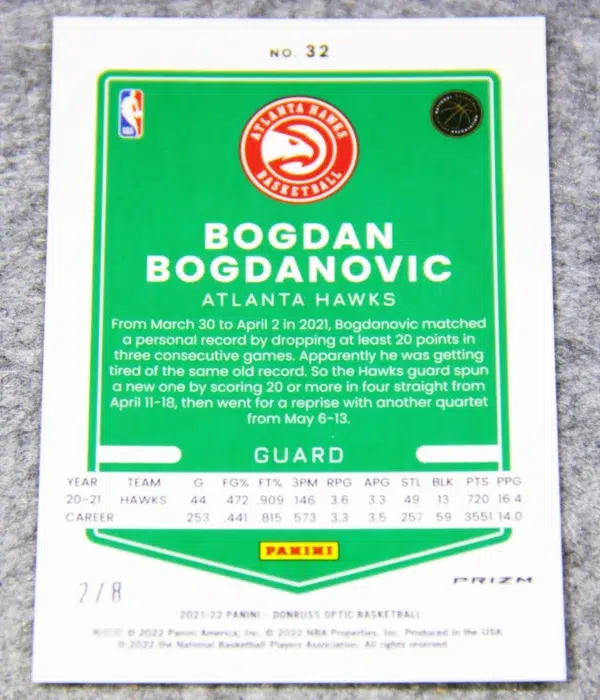 NO. 32
NBA
ATLANTA HAWKS
BASKETBALL
BOGDAN
BOGDANOVIC
ATLANTA HAWKS
From March 30 to April 2 in 2021, Bogdanovic matched
a personal record by dropping at least 20 points in
three consecutive games. Apparently he was getting
tired of the same old record. So the Hawks guard spun
a new one by scoring 20 or more in four straight from
April 11-18, then went for a reprise with another quartet
from May 6-13.
GUARD
YEAR TEAM G FG% FT% 3PM RPG APG STL BLK PTS PPG
20-21 HAWKS 44 .472 .909 146 3.6 3.3 49 13 720 16.4
CAREER 253 .441 .815 573 3.3 3.5 257 59 3551 14.0
PANINI
2/8
PRIZM
2021-22 PANINI - DONRUSS OPTIC BASKETBALL
© 2022 Panini America, Inc. © 2022 NBA Properties, Inc. Produced in the USA
© 2022 the National Basketball Players Association. All rights reserved.